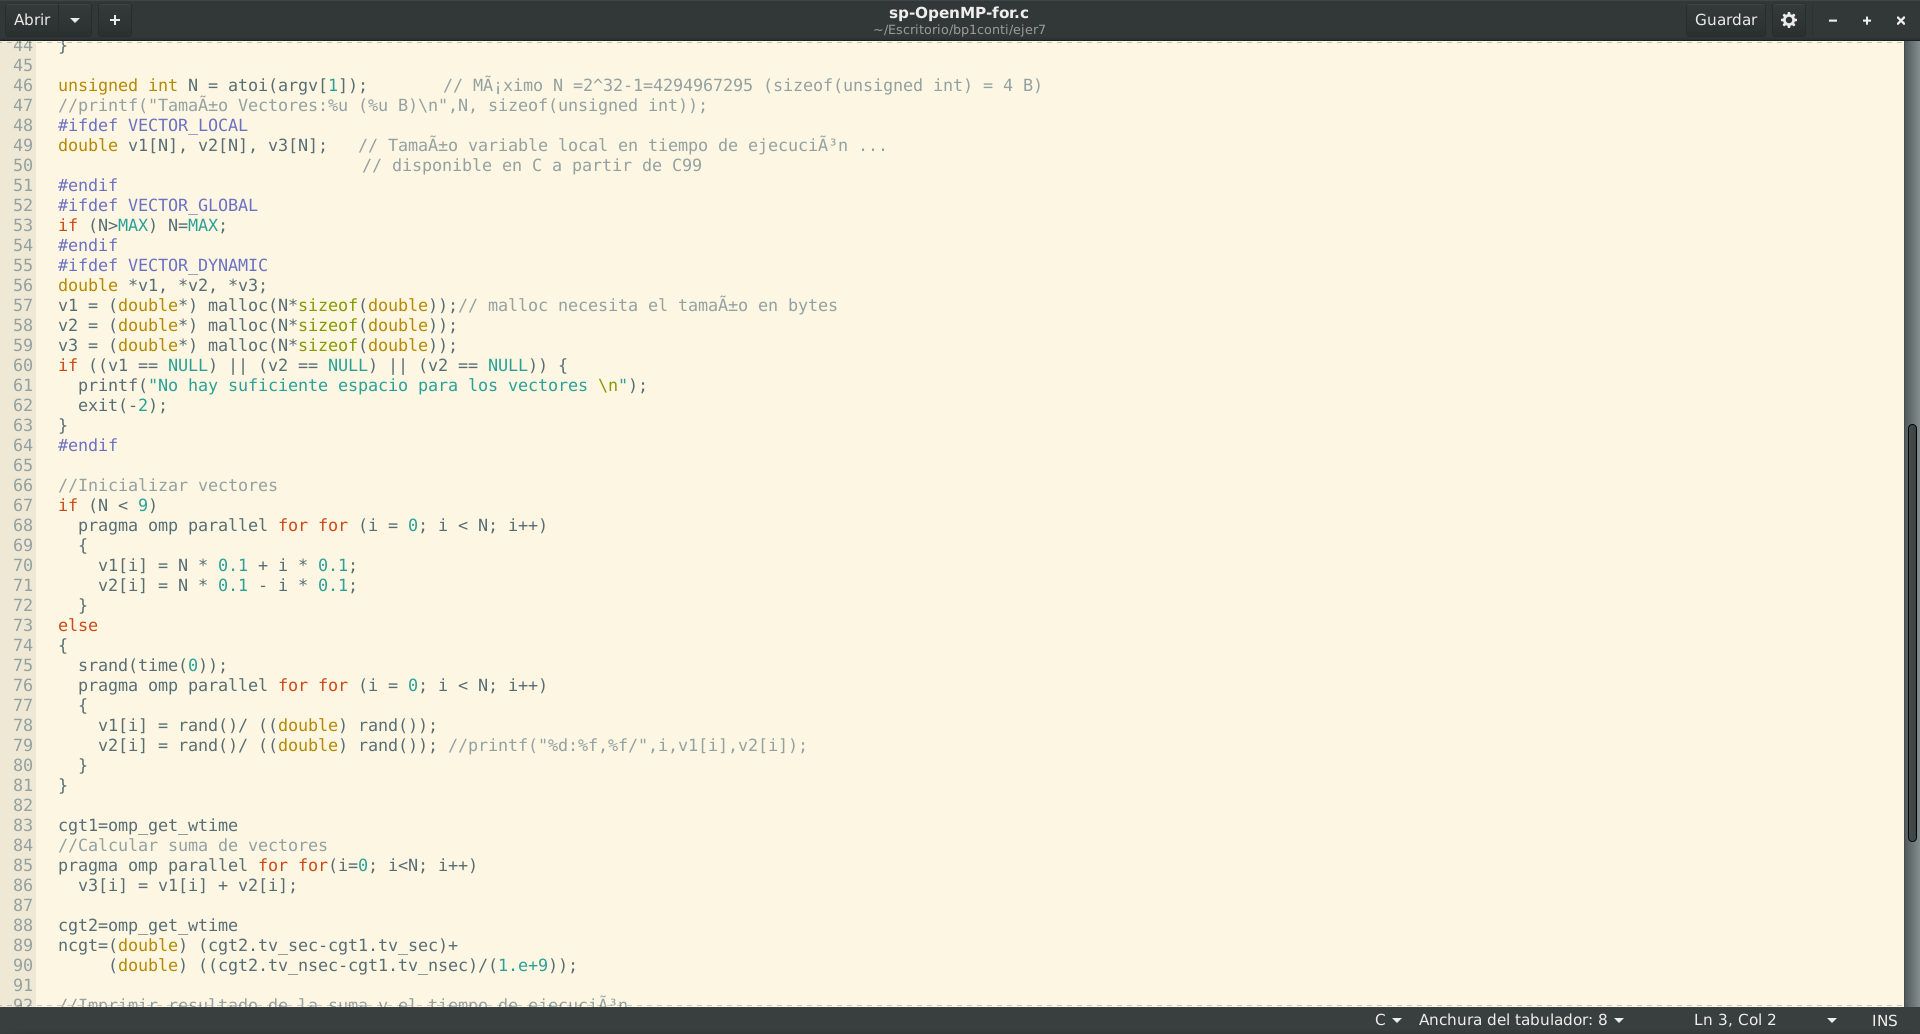 Abrir
+
sp-OpenMP-for.c
~/Escritorio/bp1conti/ejer7
Guardar
44 }
45
46 unsigned int N = atoi(argv[1]); // MÃ¡ximo N =2^32-1=4294967295 (sizeof(unsigned int) = 4 B)
47 //printf("TamaÃ±o Vectores:%u (%u B)\n",N, sizeof(unsigned int));
48 #ifdef VECTOR_LOCAL
49 double v1[N], v2[N], v3[N]; // TamaÃ±o variable local en tiempo de ejecuciÃ³n ...
50 // disponible en C a partir de C99
51 #endif
52 #ifdef VECTOR_GLOBAL
53 if (N>MAX) N=MAX;
54 #endif
55 #ifdef VECTOR_DYNAMIC
56 double *v1, *v2, *v3;
57 v1 = (double*) malloc(N*sizeof(double));// malloc necesita el tamaÃ±o en bytes
58 v2 = (double*) malloc(N*sizeof(double));
59 v3 = (double*) malloc(N*sizeof(double));
60 if ((v1 == NULL) || (v2 == NULL) || (v2 == NULL)) {
61 printf("No hay suficiente espacio para los vectores \n");
62 exit(-2);
63 }
64 #endif
65
66 //Inicializar vectores
67 if (N < 9)
68 pragma omp parallel for for (i = 0; i < N; i++)
69 {
70 v1[i] = N * 0.1 + i * 0.1;
71 v2[i] = N * 0.1 - i * 0.1;
72 }
73 else
74 {
75 srand(time(0));
76 pragma omp parallel for for (i = 0; i < N; i++)
77 {
78 v1[i] = rand()/ ((double) rand());
79 v2[i] = rand()/ ((double) rand()); //printf("%d:%f,%f/",i,v1[i],v2[i]);
80 }
81 }
82
83 cgt1=omp_get_wtime
84 //Calcular suma de vectores
85 pragma omp parallel for for(i=0; i<N; i++)
86 v3[i] = v1[i] + v2[i];
87
88 cgt2=omp_get_wtime
89 ncgt=(double) (cgt2.tv_sec-cgt1.tv_sec)+
90 (double) ((cgt2.tv_nsec-cgt1.tv_nsec)/(1.e+9));
91
92 //Imprimir resultado de la suma y el tiempo de ejecuciÃ³n
C Anchura del tabulador: 8 Ln 3, Col 2 INS